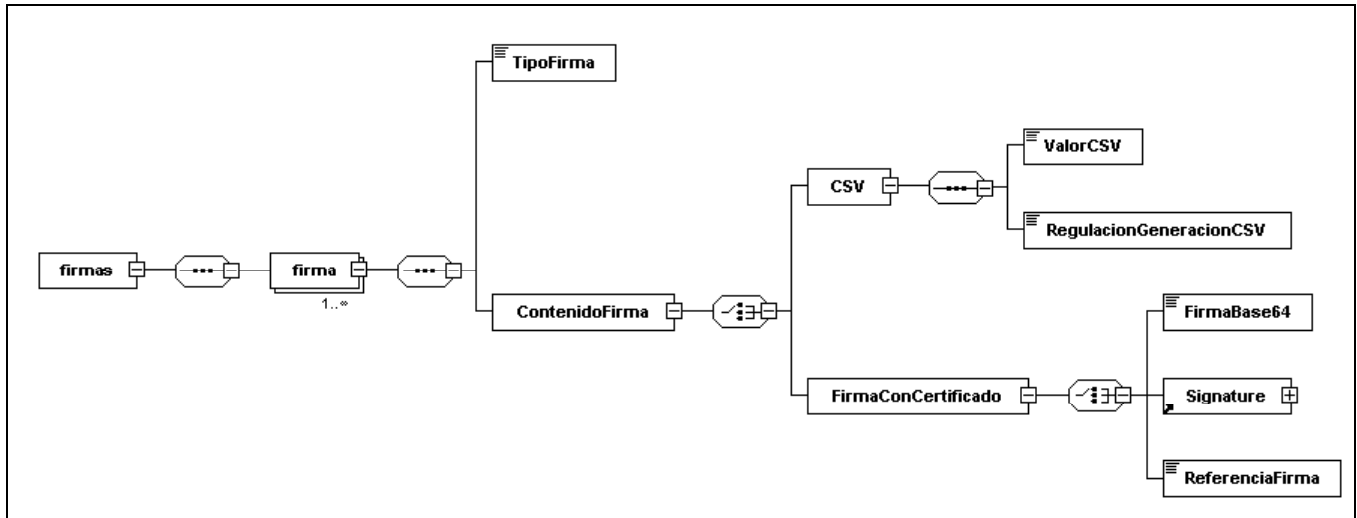 TipoFirma
ValorCSV
CSV
RegulacionGeneracionCSV
firmas
firma
1..∞
ContenidoFirma
FirmaBase64
FirmaConCertificado
Signature
ReferenciaFirma